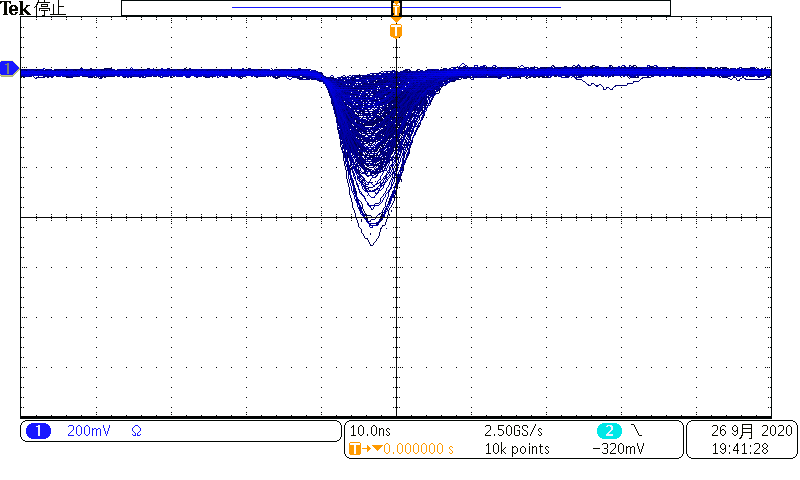 Tek 停止
T
T
1
1 200mV Ω
10.0ns 2.50GS/s 2
T→▼0.000000 s 10k points −320mV
26 9月 2020
19:41:28